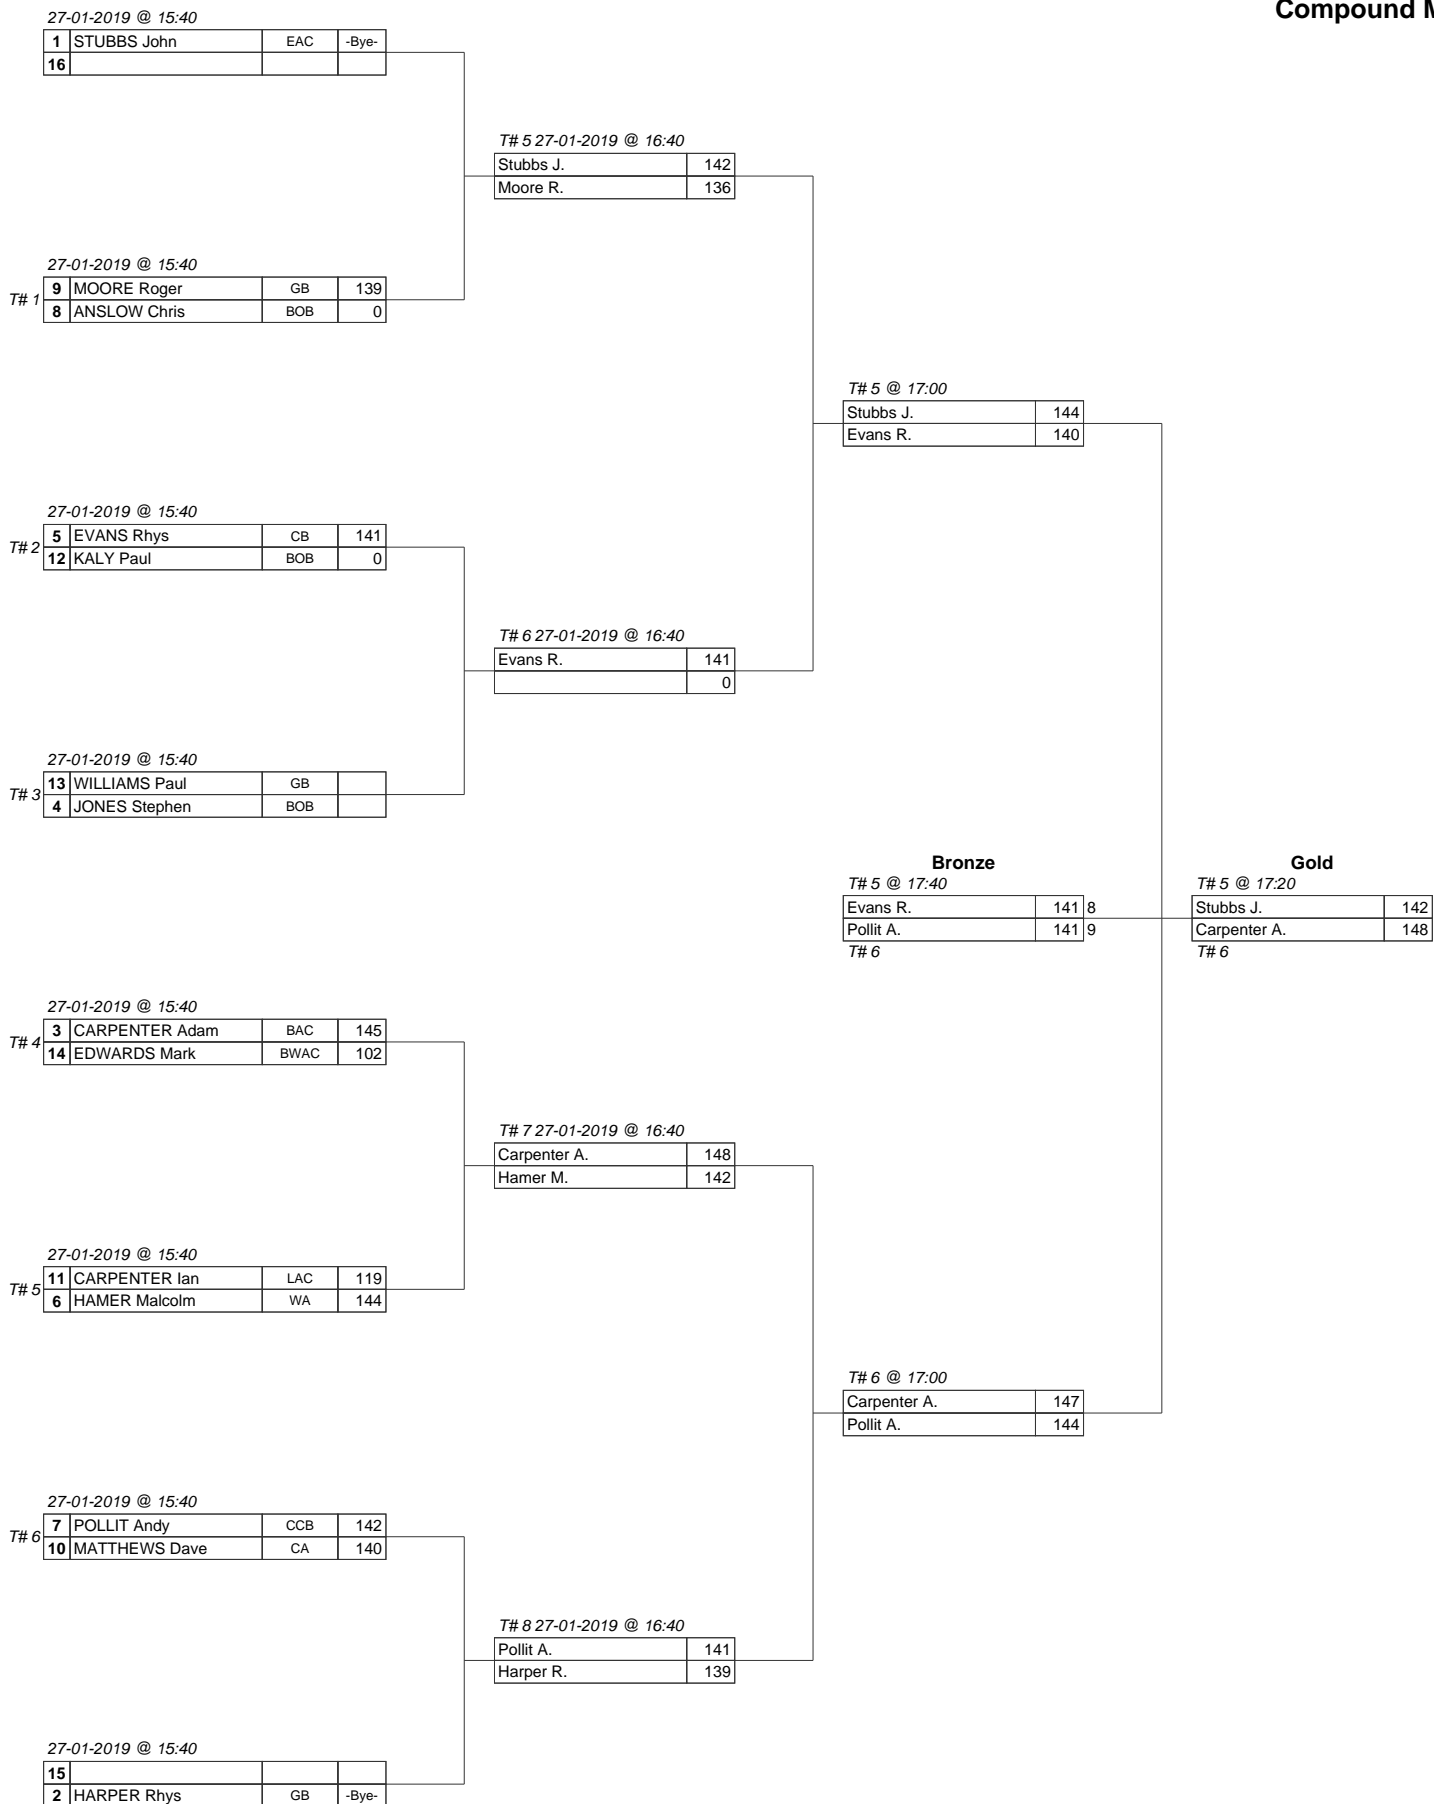 Compound M
27-01-2019 @ 15:40
1 STUBBS John EAC -Bye-
16
T# 5 27-01-2019 @ 16:40
Stubbs J. 142
Moore R. 136
27-01-2019 @ 15:40
T# 1
9 MOORE Roger GB 139
8 ANSLOW Chris BOB 0
T# 5 @ 17:00
Stubbs J. 144
Evans R. 140
27-01-2019 @ 15:40
T# 2
5 EVANS Rhys CB 141
12 KALY Paul BOB 0
T# 6 27-01-2019 @ 16:40
Evans R. 141
0
27-01-2019 @ 15:40
T# 3
13 WILLIAMS Paul GB
4 JONES Stephen BOB
Bronze
T# 5 @ 17:40
Evans R. 141 8
Pollit A. 141 9
T# 6
Gold
T# 5 @ 17:20
Stubbs J. 142
Carpenter A. 148
T# 6
27-01-2019 @ 15:40
T# 4
3 CARPENTER Adam BAC 145
14 EDWARDS Mark BWAC 102
T# 7 27-01-2019 @ 16:40
Carpenter A. 148
Hamer M. 142
27-01-2019 @ 15:40
T# 5
11 CARPENTER Ian LAC 119
6 HAMER Malcolm WA 144
T# 6 @ 17:00
Carpenter A. 147
Pollit A. 144
27-01-2019 @ 15:40
T# 6
7 POLLIT Andy CCB 142
10 MATTHEWS Dave CA 140
T# 8 27-01-2019 @ 16:40
Pollit A. 141
Harper R. 139
27-01-2019 @ 15:40
15
2 HARPER Rhys GB -Bye-